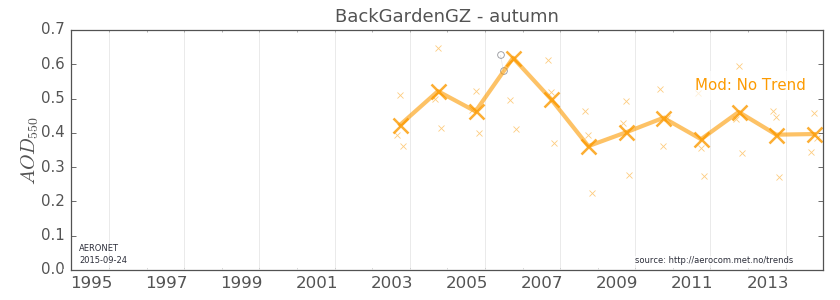 BackGardenGZ - autumn
0.7
0.6
0.5
0.4
0.3
0.2
0.1
0.0
AOD550
Mod: No Trend
AERONET
2015-09-24
source: http://aerocom.met.no/trends
1995 1997 1999 2001 2003 2005 2007 2009 2011 2013